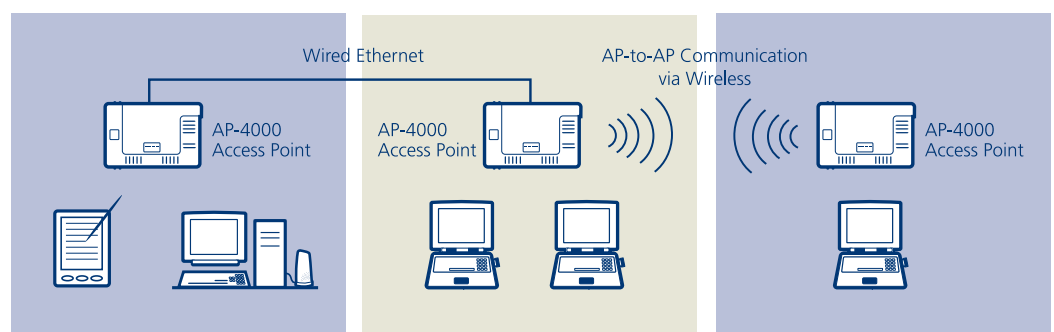 Wired Ethernet
AP-to-AP Communication
via Wireless
AP-4000
Access Point
AP-4000
Access Point
AP-4000
Access Point